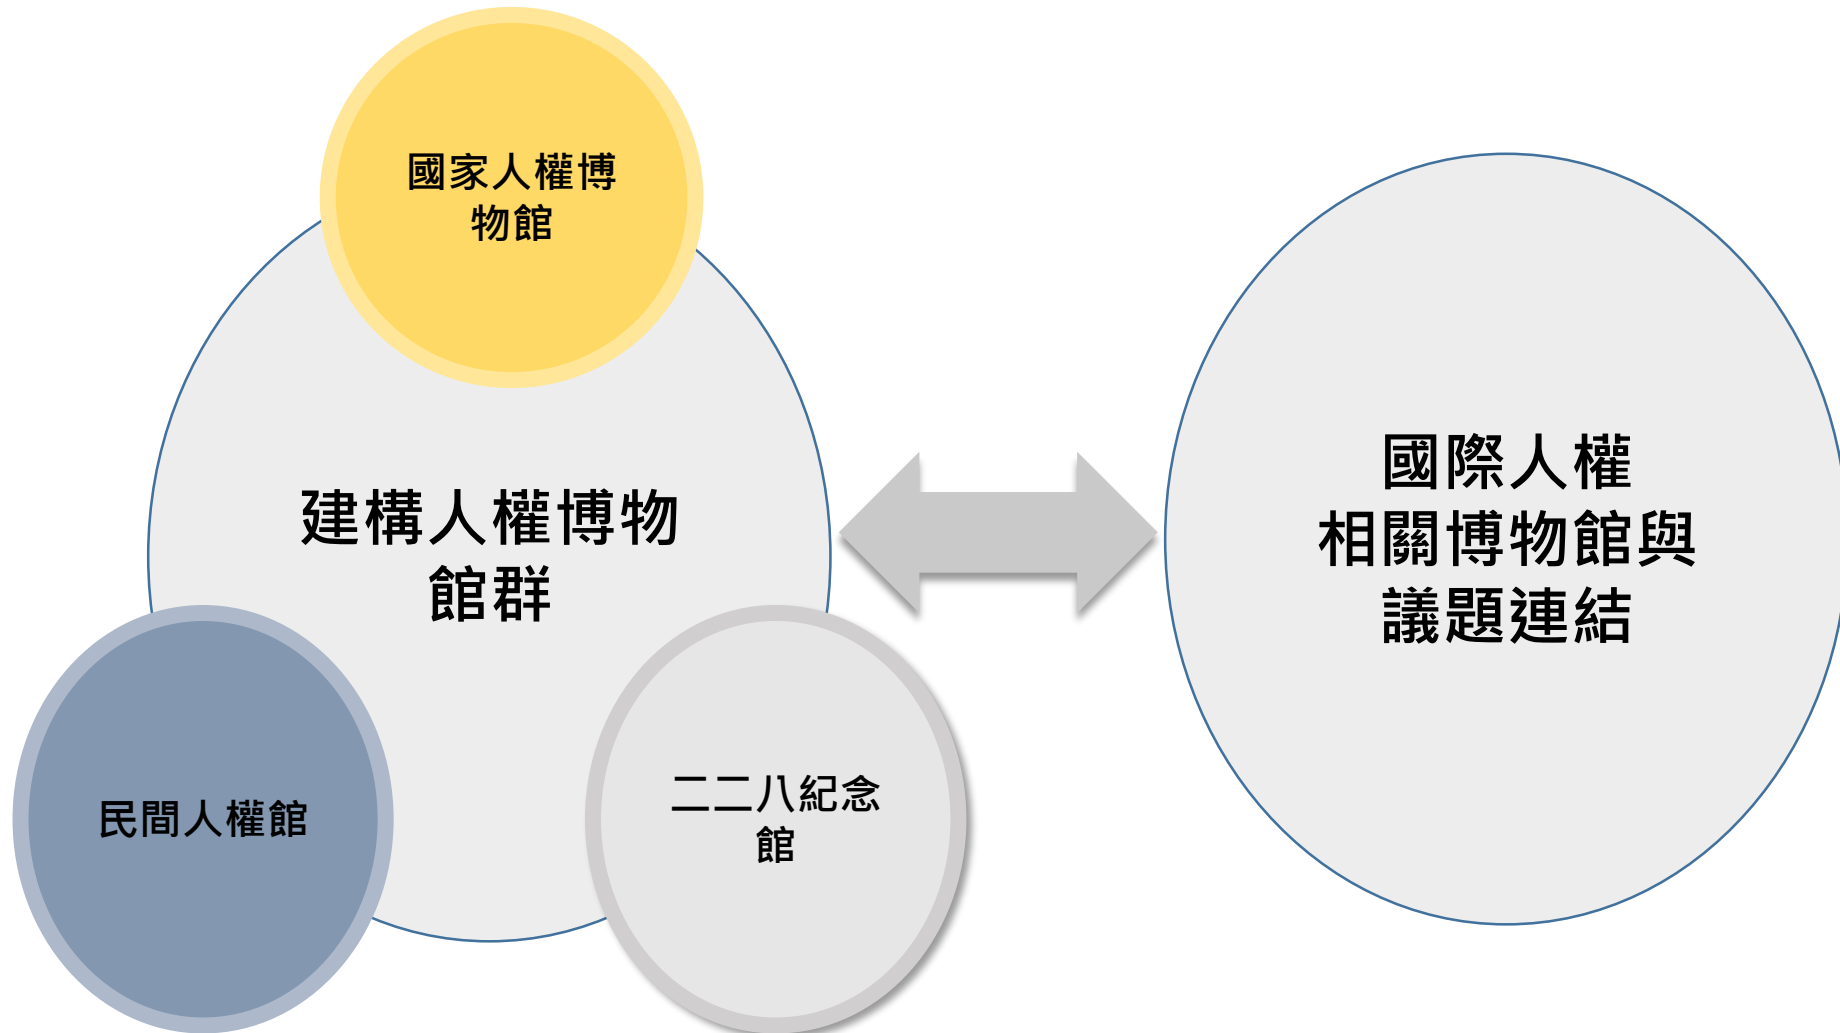 國家人權博
物館
建構人權博物
館群
民間人權館
二二八紀念
館
國際人權
相關博物館與
議題連結